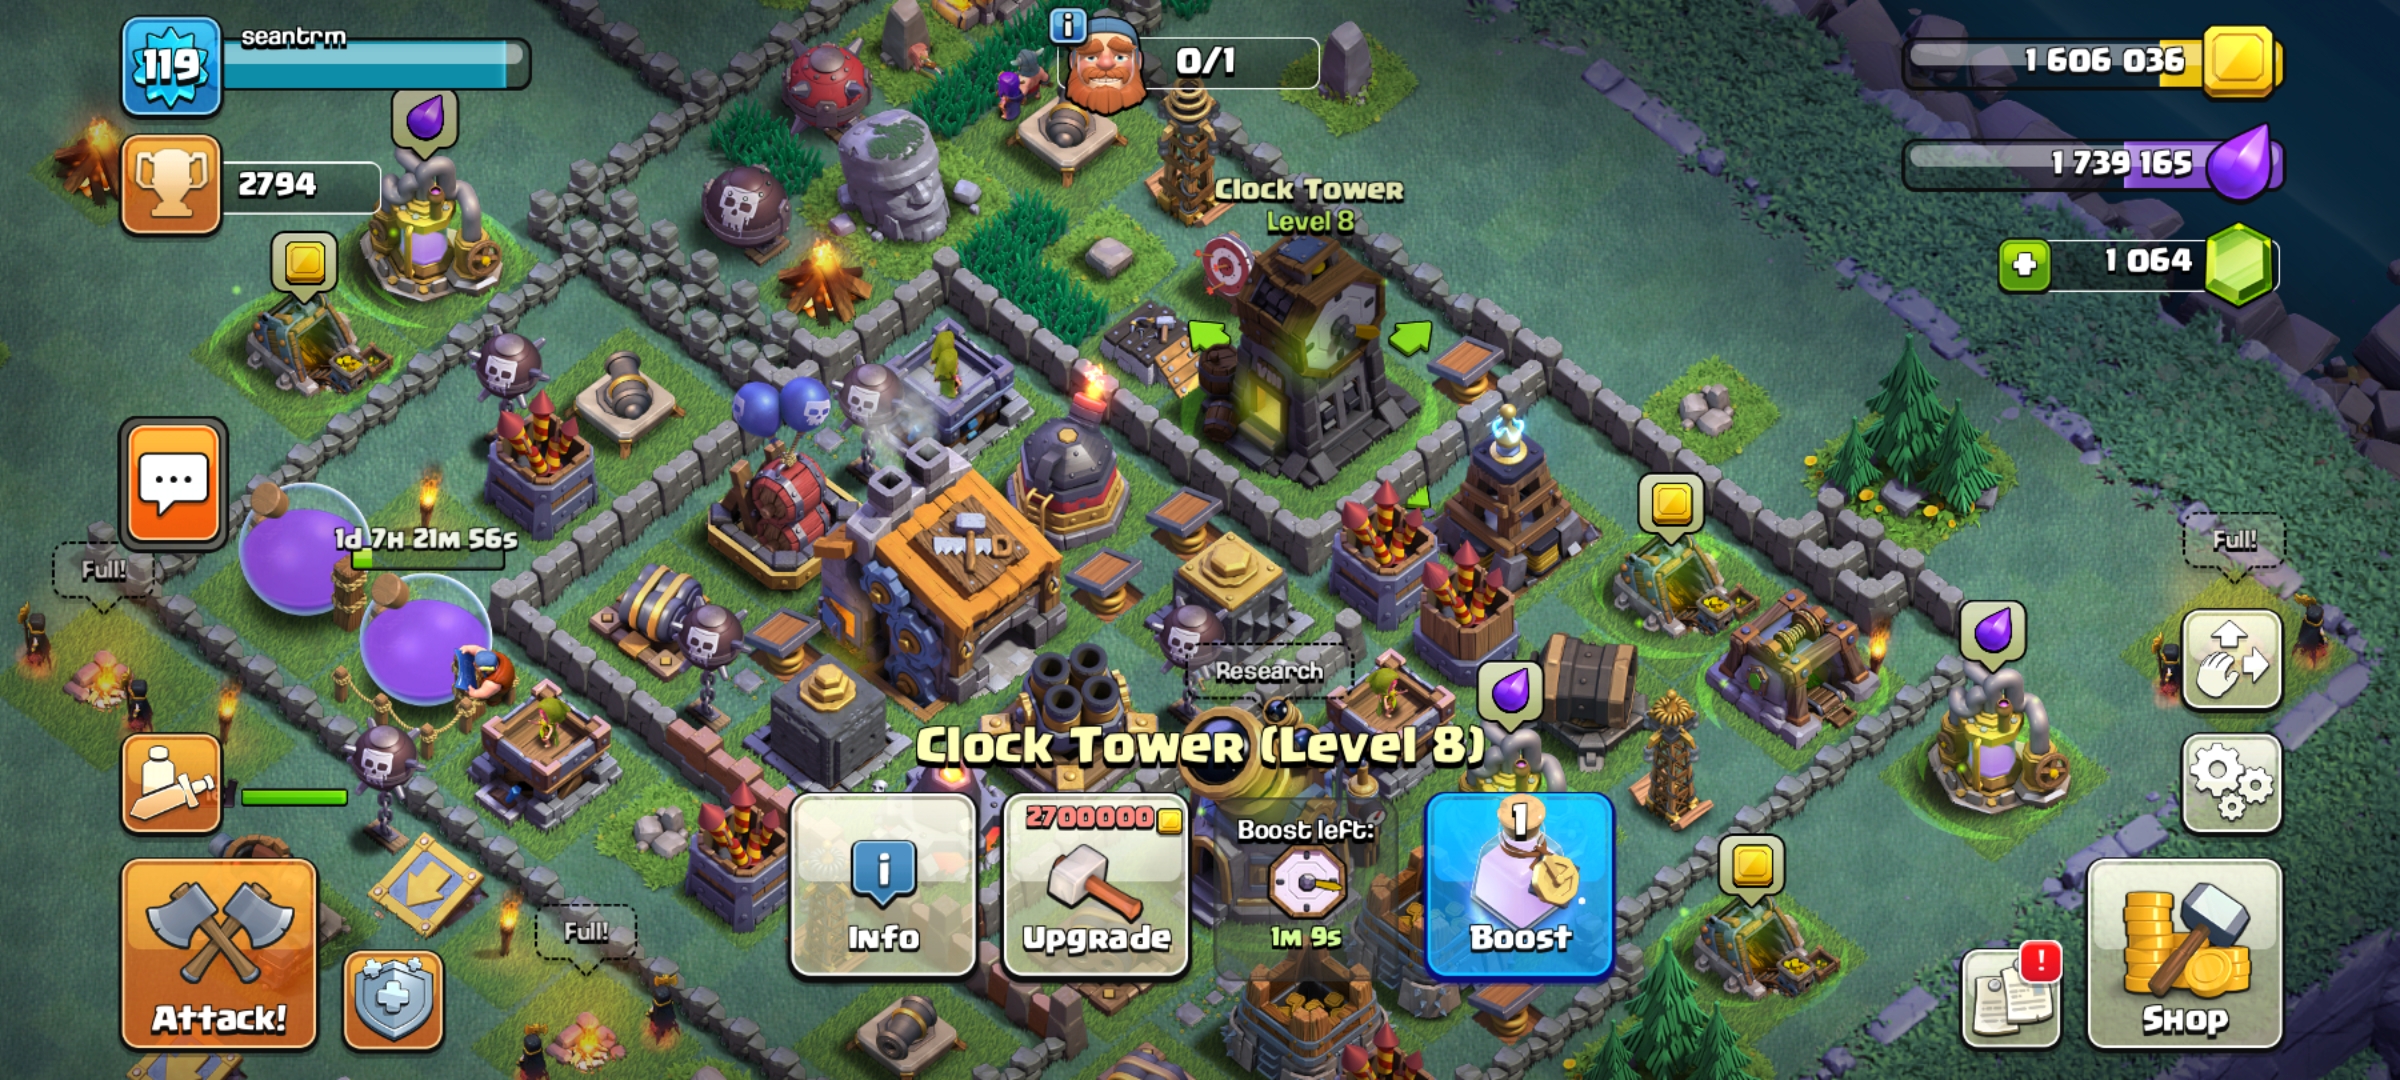 119
seantrm
i
0/1
1 606 036
2794
1 739 165
1 064
Clock Tower
Level 8
1d 7H 21M 56s
Full!
Full!
Research
Clock Tower (Level 8)
2700000
Boost left:
1
1M 9s
i
Info
Upgrade
Boost
Full!
Attack!
!
Shop